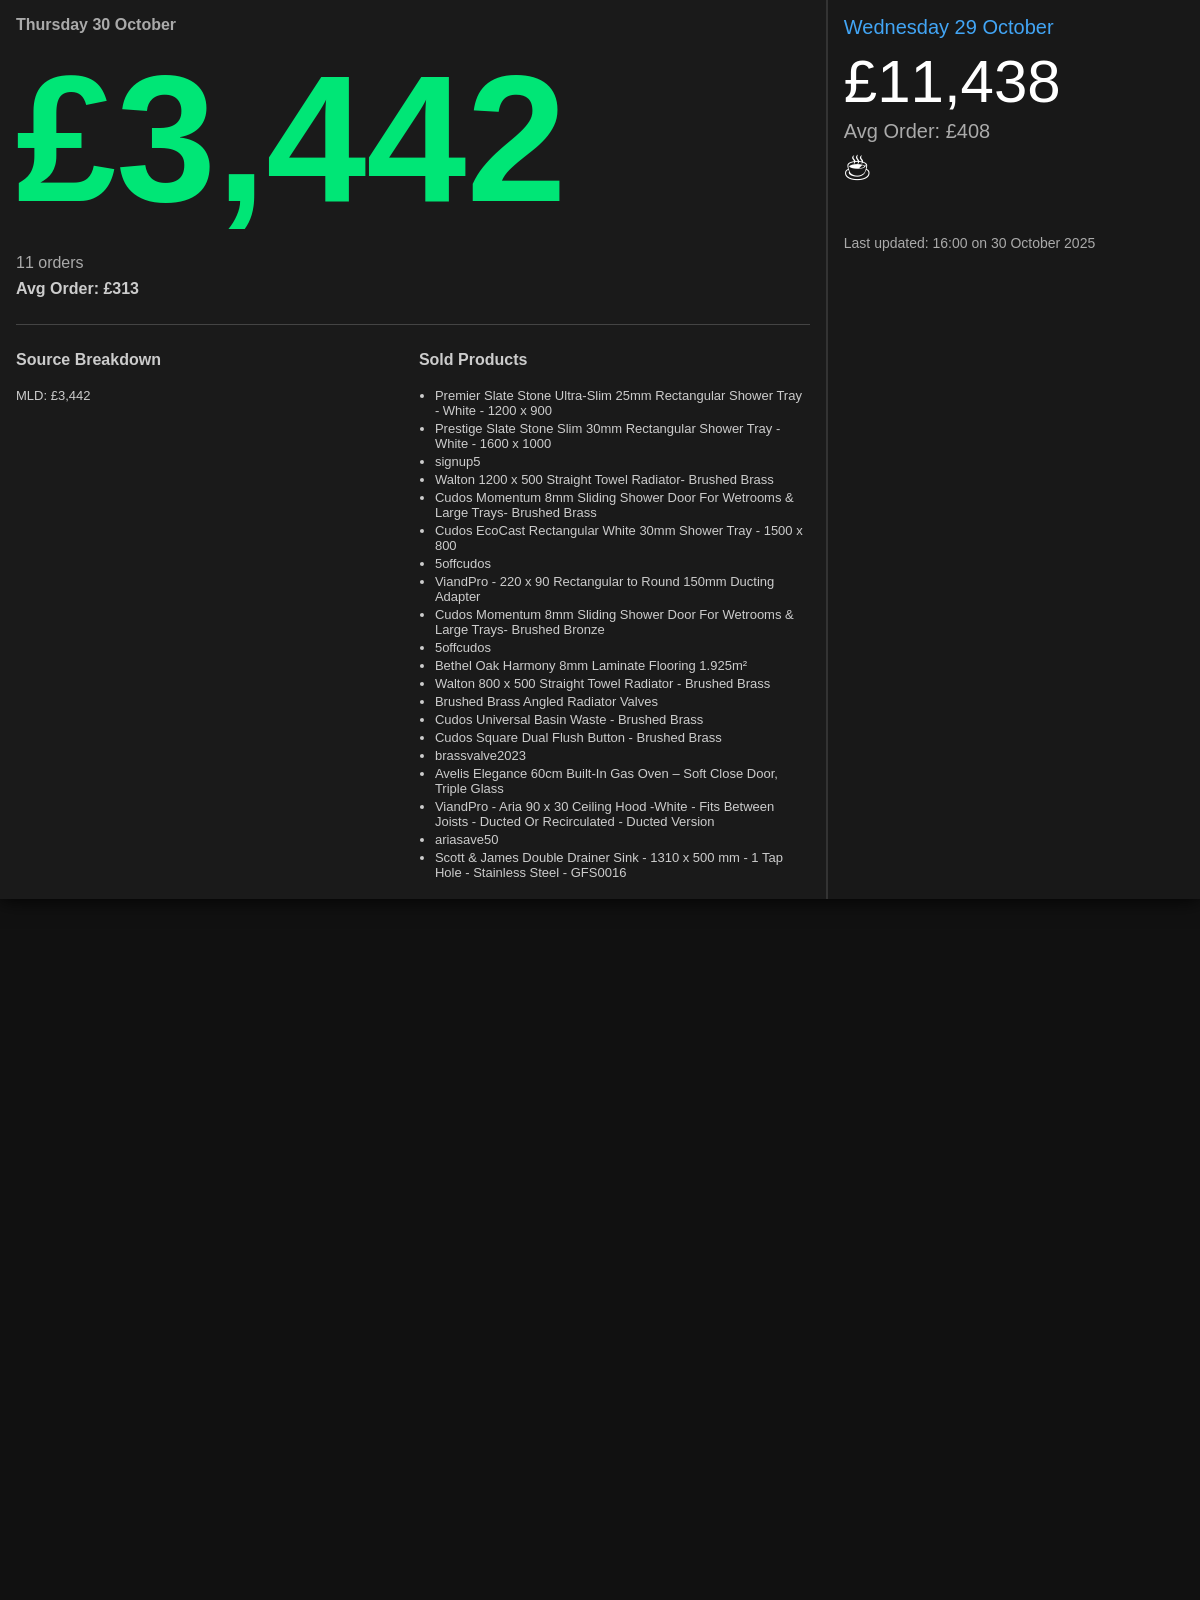 Thursday 30 October
£3,442
11 orders
Avg Order: £313
Source Breakdown
MLD: £3,442
Sold Products
• Premier Slate Stone Ultra-Slim 25mm Rectangular Shower Tray
- White - 1200 x 900
• Prestige Slate Stone Slim 30mm Rectangular Shower Tray -
White - 1600 x 1000
• signup5
• Walton 1200 x 500 Straight Towel Radiator- Brushed Brass
• Cudos Momentum 8mm Sliding Shower Door For Wetrooms &
Large Trays- Brushed Brass
• Cudos EcoCast Rectangular White 30mm Shower Tray - 1500 x
800
• 5offcudos
• ViandPro - 220 x 90 Rectangular to Round 150mm Ducting
Adapter
• Cudos Momentum 8mm Sliding Shower Door For Wetrooms &
Large Trays- Brushed Bronze
• 5offcudos
• Bethel Oak Harmony 8mm Laminate Flooring 1.925m²
• Walton 800 x 500 Straight Towel Radiator - Brushed Brass
• Brushed Brass Angled Radiator Valves
• Cudos Universal Basin Waste - Brushed Brass
• Cudos Square Dual Flush Button - Brushed Brass
• brassvalve2023
• Avelis Elegance 60cm Built-In Gas Oven – Soft Close Door,
Triple Glass
• ViandPro - Aria 90 x 30 Ceiling Hood -White - Fits Between
Joists - Ducted Or Recirculated - Ducted Version
• ariasave50
• Scott & James Double Drainer Sink - 1310 x 500 mm - 1 Tap
Hole - Stainless Steel - GFS0016
Wednesday 29 October
£11,438
Avg Order: £408
☕
Last updated: 16:00 on 30 October 2025